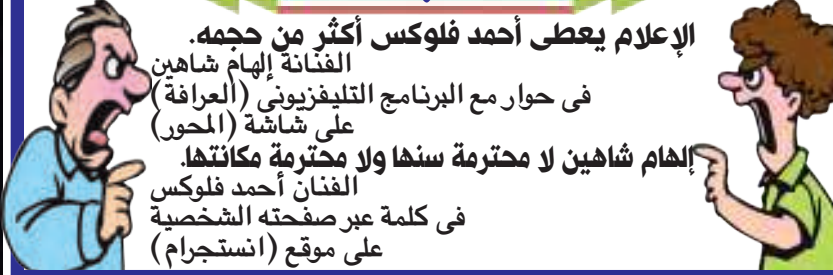 الإعلام يعطى أحمد فلوكس أكثر من حجمه.
الفنانة إلهام شاهين
فى حوار مع البرنامج التليفزيونى (العرافة)
على شاشة (المحور)
إلهام شاهين لا محترمة سنها ولا محترمة مكانتها.
الفنان أحمد فلوكس
فى كلمة عبر صفحته الشخصية
على موقع (انستجرام)